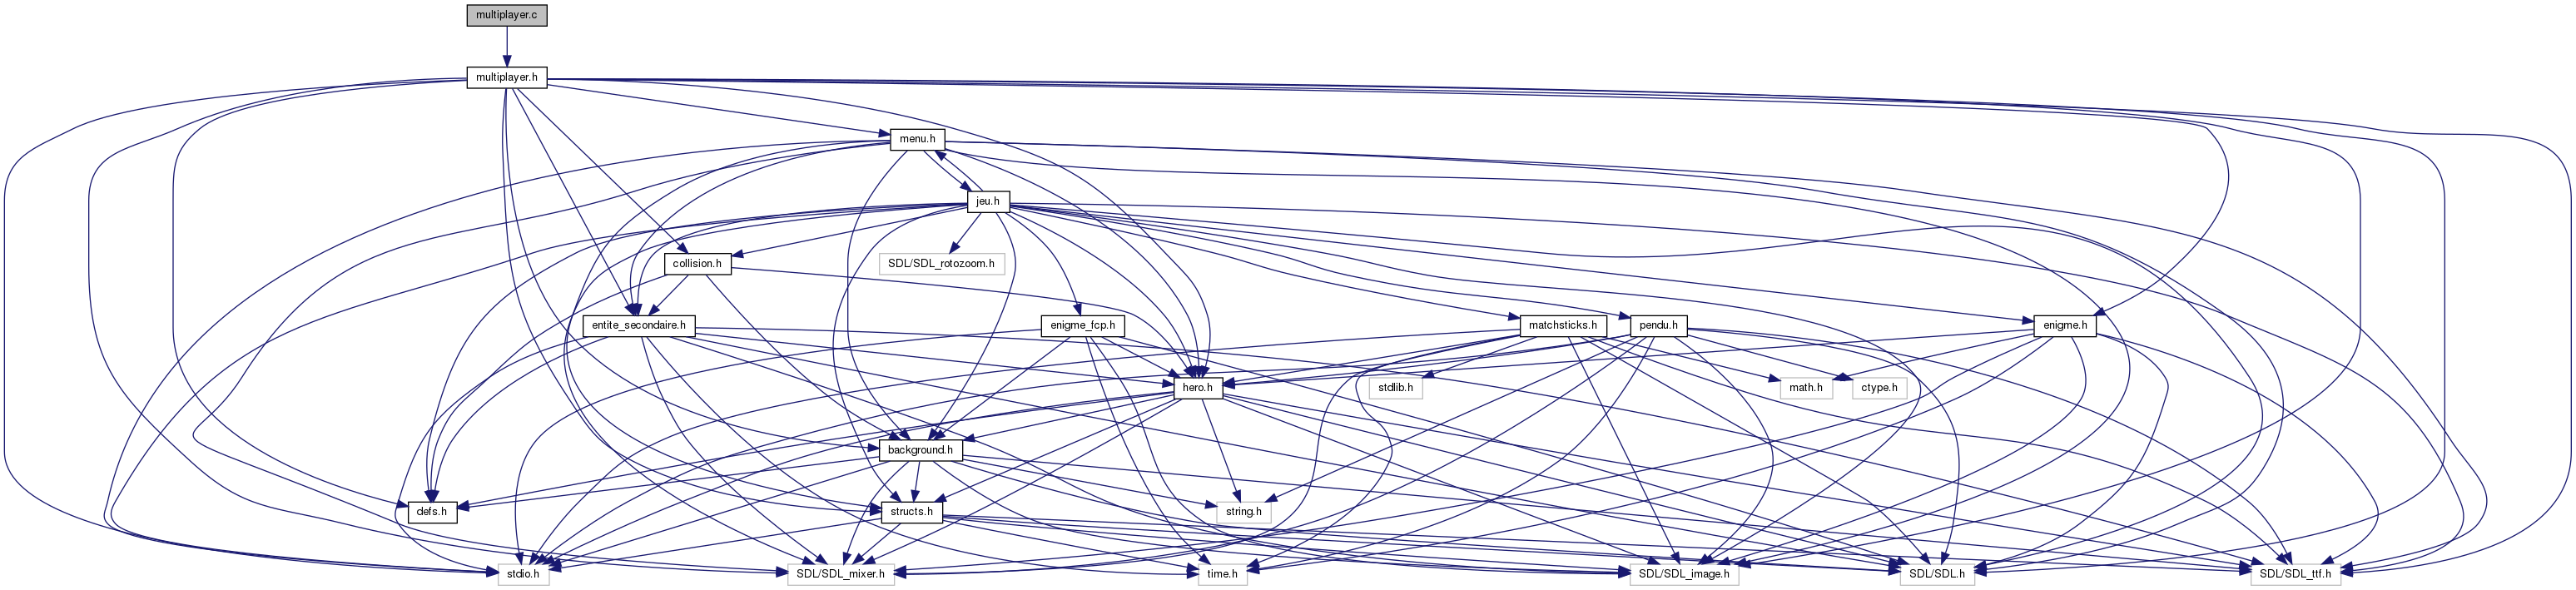 multiplayer.c
multiplayer.h
menu.h
jeu.h
collision.h
SDL/SDL_rotozoom.h
entite_secondaire.h
enigme_fcp.h
matchsticks.h
pendu.h
enigme.h
hero.h
stdlib.h
math.h
ctype.h
background.h
defs.h
structs.h
string.h
stdio.h
SDL/SDL_mixer.h
time.h
SDL/SDL_image.h
SDL/SDL.h
SDL/SDL_ttf.h